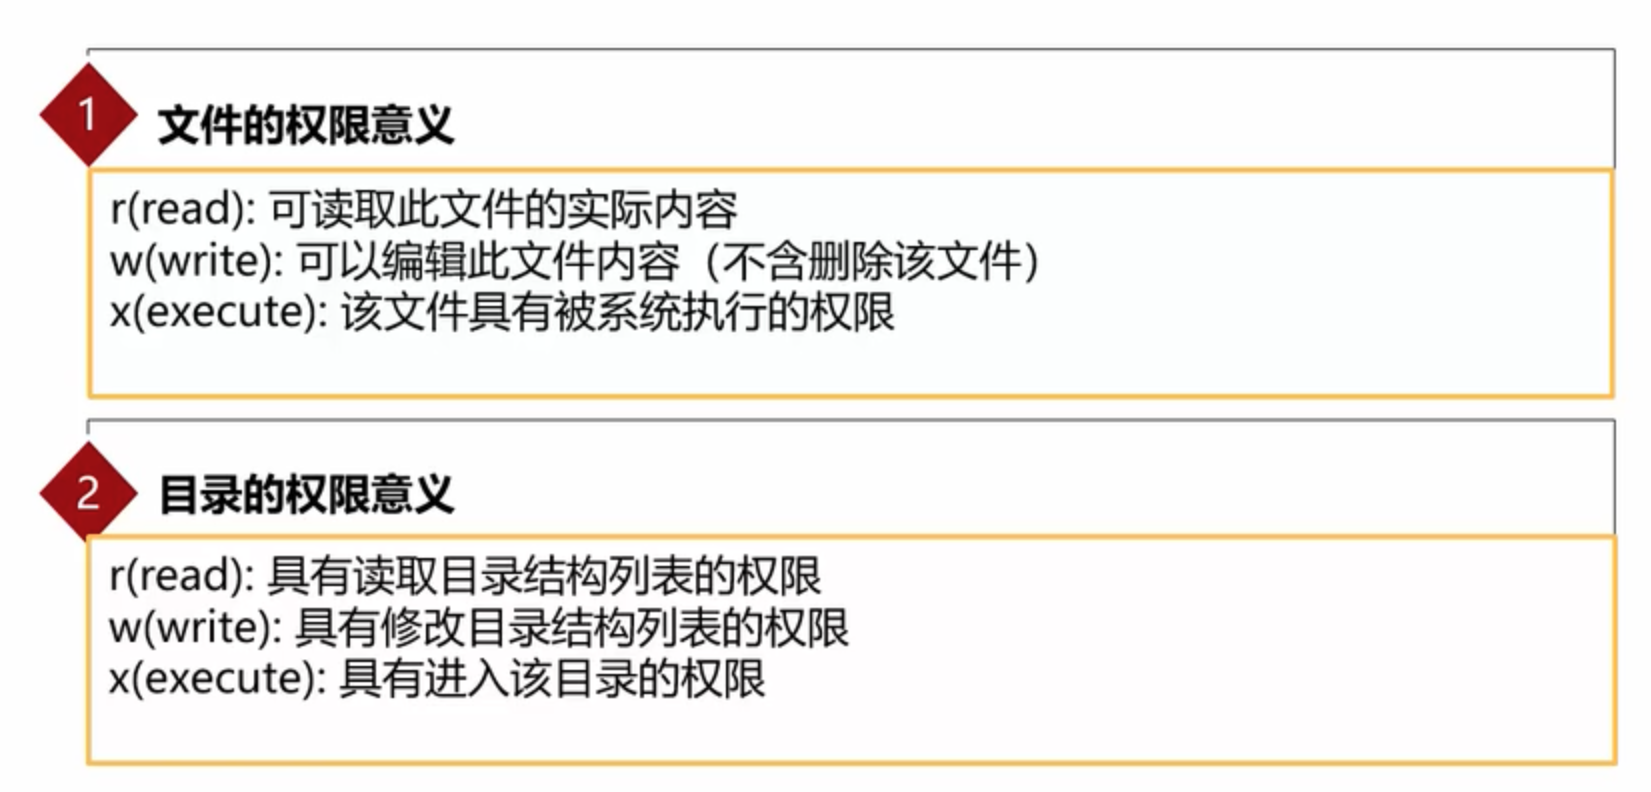 1
文件的权限意义
r(read): 可读取此文件的实际内容
w(write): 可以编辑此文件内容（不含删除该文件）
x(execute): 该文件具有被系统执行的权限
2
目录的权限意义
r(read): 具有读取目录结构列表的权限
w(write): 具有修改目录结构列表的权限
x(execute): 具有进入该目录的权限